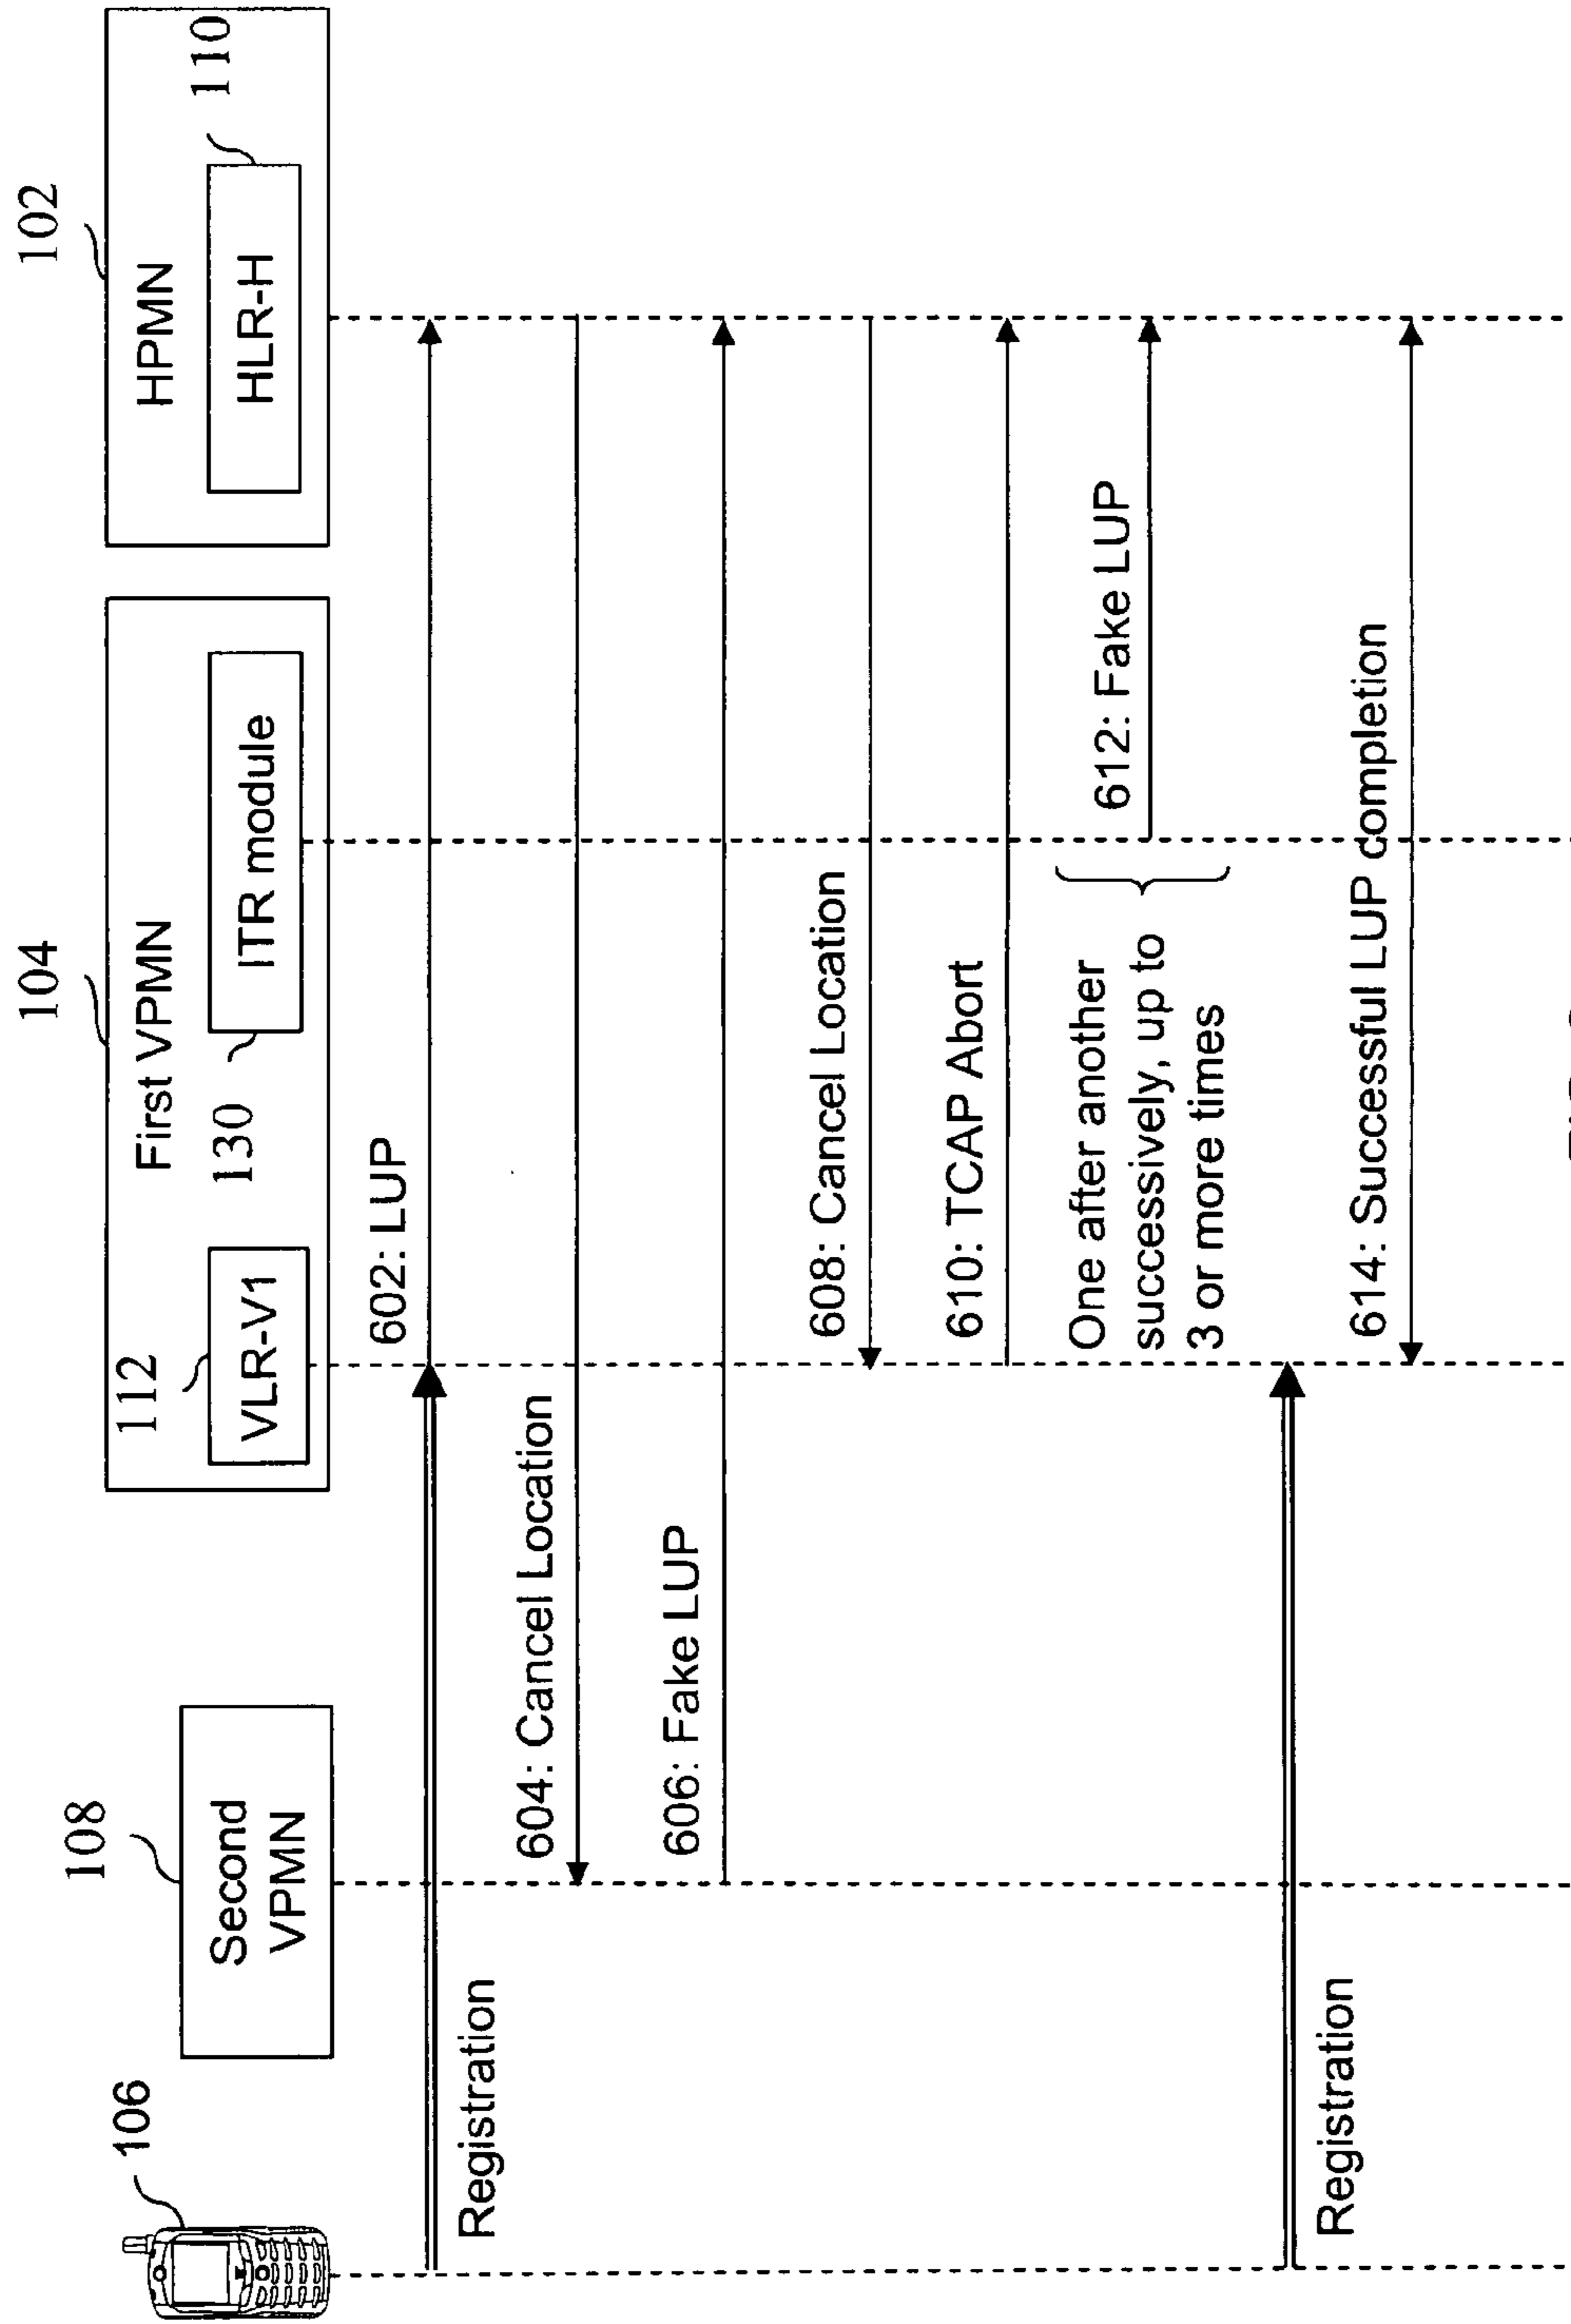 106
108
Second
VPMN
104
First VPMN
112
VLR-V1
130
ITR module
102
HPMN
HLR-H
110
602: LUP
Registration
604: Cancel Location
606: Fake LUP
608: Cancel Location
610: TCAP Abort
One after another
successively, up to
3 or more times
612: Fake LUP
Registration
614: Successful LUP completion